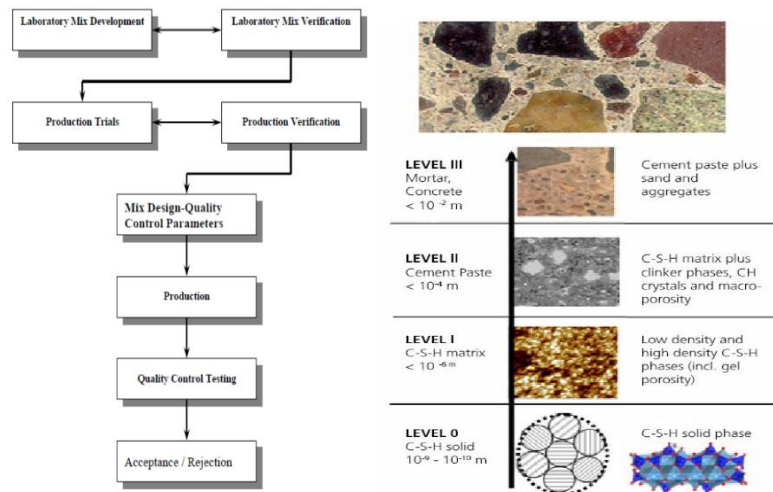 Laboratory Mix Development
Laboratory Mix Verification
Production Trials
Production Verification
Mix Design-Quality
Control Parameters
Production
Quality Control Testing
Acceptance / Rejection
LEVEL III
Mortar,
Concrete
< 10 -2 m
Cement paste plus
sand and
aggregates
LEVEL II
Cement Paste
< 10-4 m
C-S-H matrix plus
clinker phases, CH
crystals and macro-
porosity
LEVEL I
C-S-H matrix
< 10 -6 m
Low density and
high density C-S-H
phases (incl. gel
porosity)
LEVEL 0
C-S-H solid
10-9 - 10-10 m
C-S-H solid phase